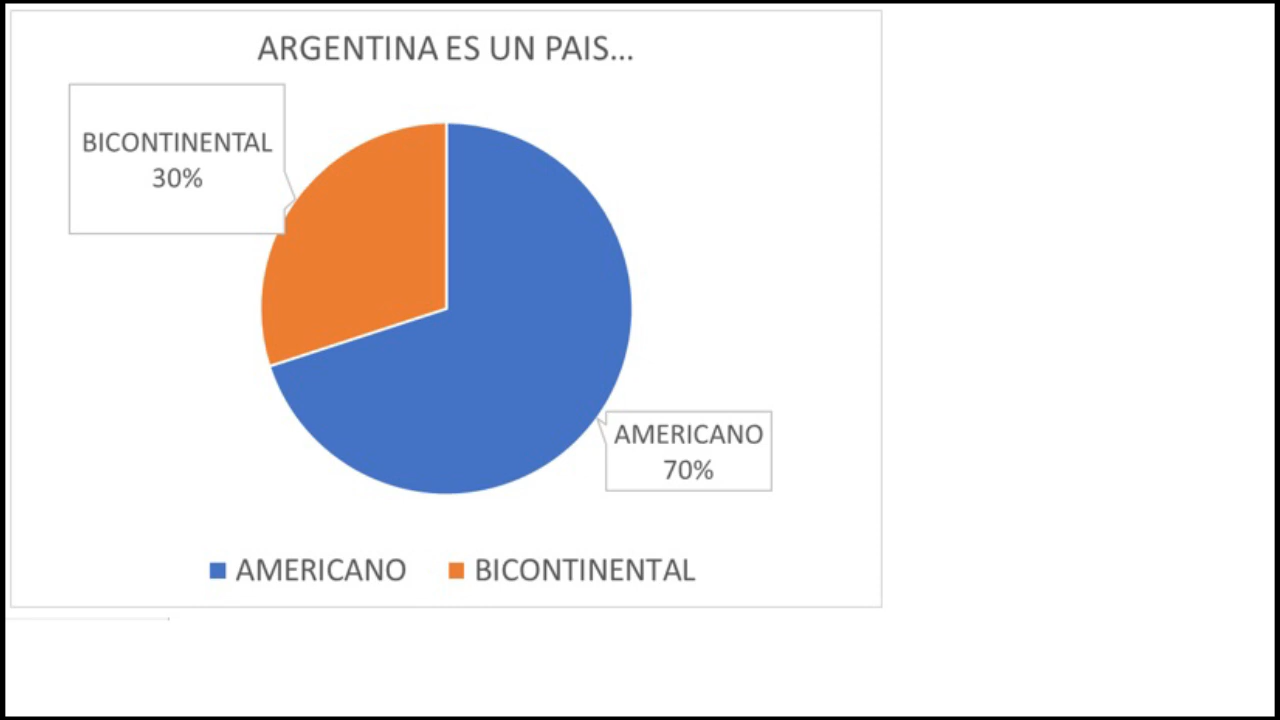 ARGENTINA ES UN PAIS...
BICONTINENTAL
30%
AMERICANO
70%
AMERICANO
BICONTINENTAL